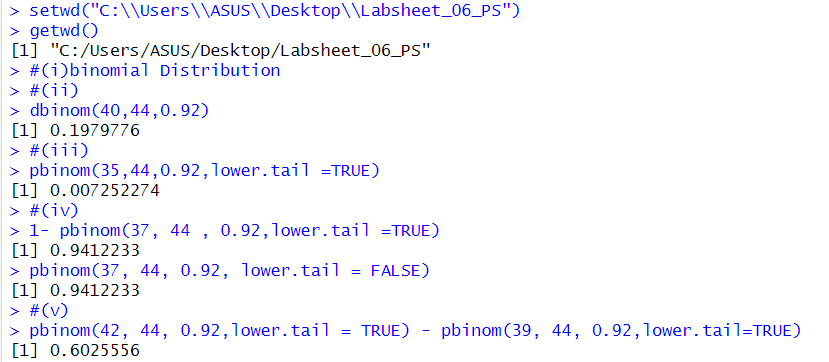 > setwd("C:\\Users\\ASUS\\Desktop\\Labsheet_06_PS")
> getwd()
[1] "C:/Users/ASUS/Desktop/Labsheet_06_PS"
> #(i)binomial Distribution
> #(ii)
> dbinom(40,44,0.92)
[1] 0.1979776
> #(iii)
> pbinom(35,44,0.92,lower.tail =TRUE)
[1] 0.007252274
> #(iv)
> 1- pbinom(37, 44 , 0.92,lower.tail =TRUE)
[1] 0.9412233
> pbinom(37, 44, 0.92, lower.tail = FALSE)
[1] 0.9412233
> #(v)
> pbinom(42, 44, 0.92,lower.tail = TRUE) - pbinom(39, 44, 0.92,lower.tail=TRUE)
[1] 0.6025556